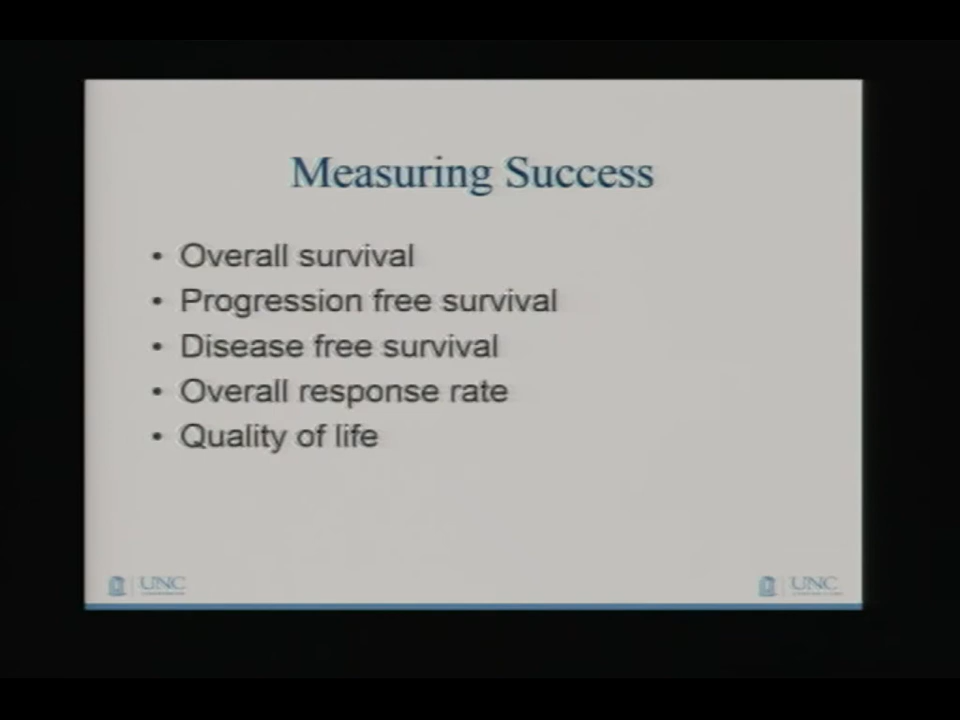 Measuring Success
• Overall survival
• Progression free survival
• Disease free survival
• Overall response rate
• Quality of life
UNC
UNC